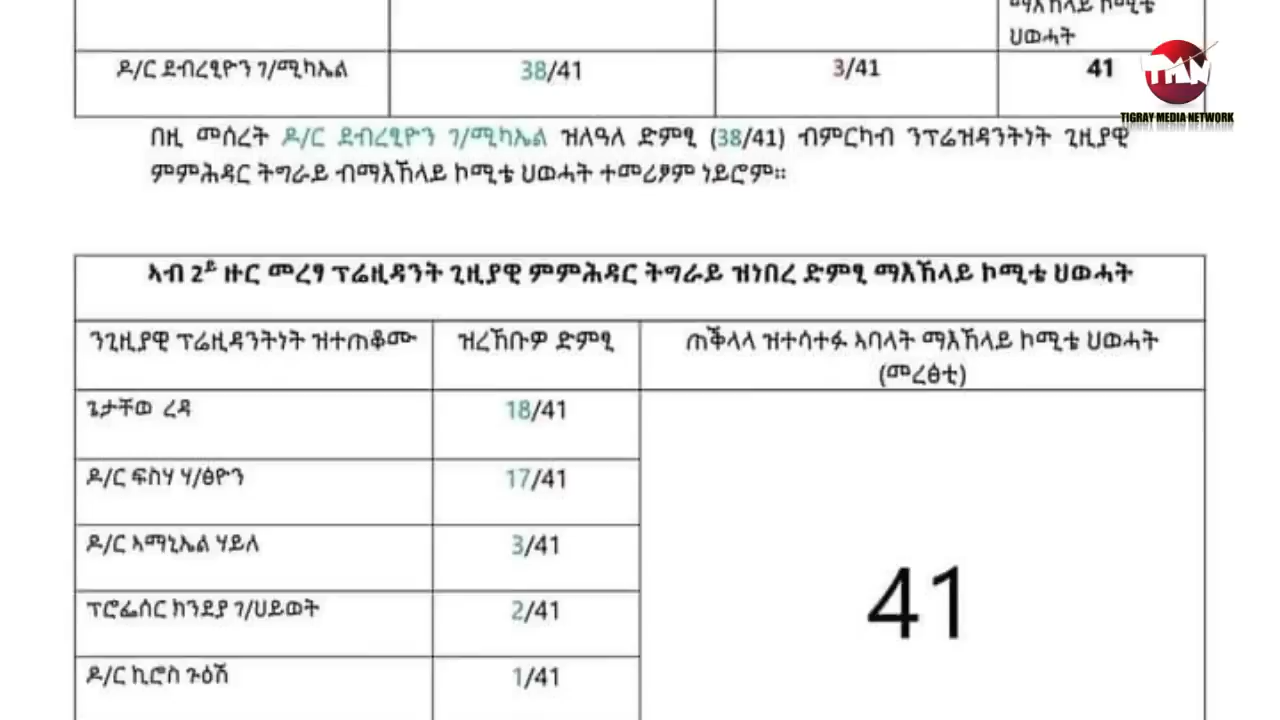 ማእኸላይ ኮሚቴ
ህወሓት
ዶ/ር ደብረፂዮን ገ/ሚካኤል 38/41 3/41 41
TMN
TIGRAY MEDIA NETWORK
በዚ መሰረት ዶ/ር ደብረፂዮን ገ/ሚካኤል ዝለዓለ ድምፂ (38/41) ብምርካብ ንፕሬዝዳንትነት ጊዚያዊ
ምምሕዳር ትግራይ ብማእኸላይ ኮሚቴ ህወሓት ተመሪፆም ነይሮም።
ኣብ 2ይ ዙር መረፃ ፕሬዚዳንት ጊዚያዊ ምምሕዳር ትግራይ ዝነበረ ድምፂ ማእኸላይ ኮሚቴ ህወሓት
ንጊዚያዊ ፕሬዚዳንትነት ዝተጠቆሙ ዝረኸቡዎ ድምፂ ጠቕላላ ዝተሳተፉ ኣባላት ማእኸላይ ኮሚቴ ህወሓት
(መረፅቲ)
ጌታቸው ረዳ 18/41
ዶ/ር ፍስሃ ሃ/ፅዮን 17/41
ዶ/ር ኣማኒኤል ሃይለ 3/41
41
ፕሮፌሰር ክንደያ ገ/ህይወት 2/41
ዶ/ር ኪሮስ ጉዕሽ 1/41